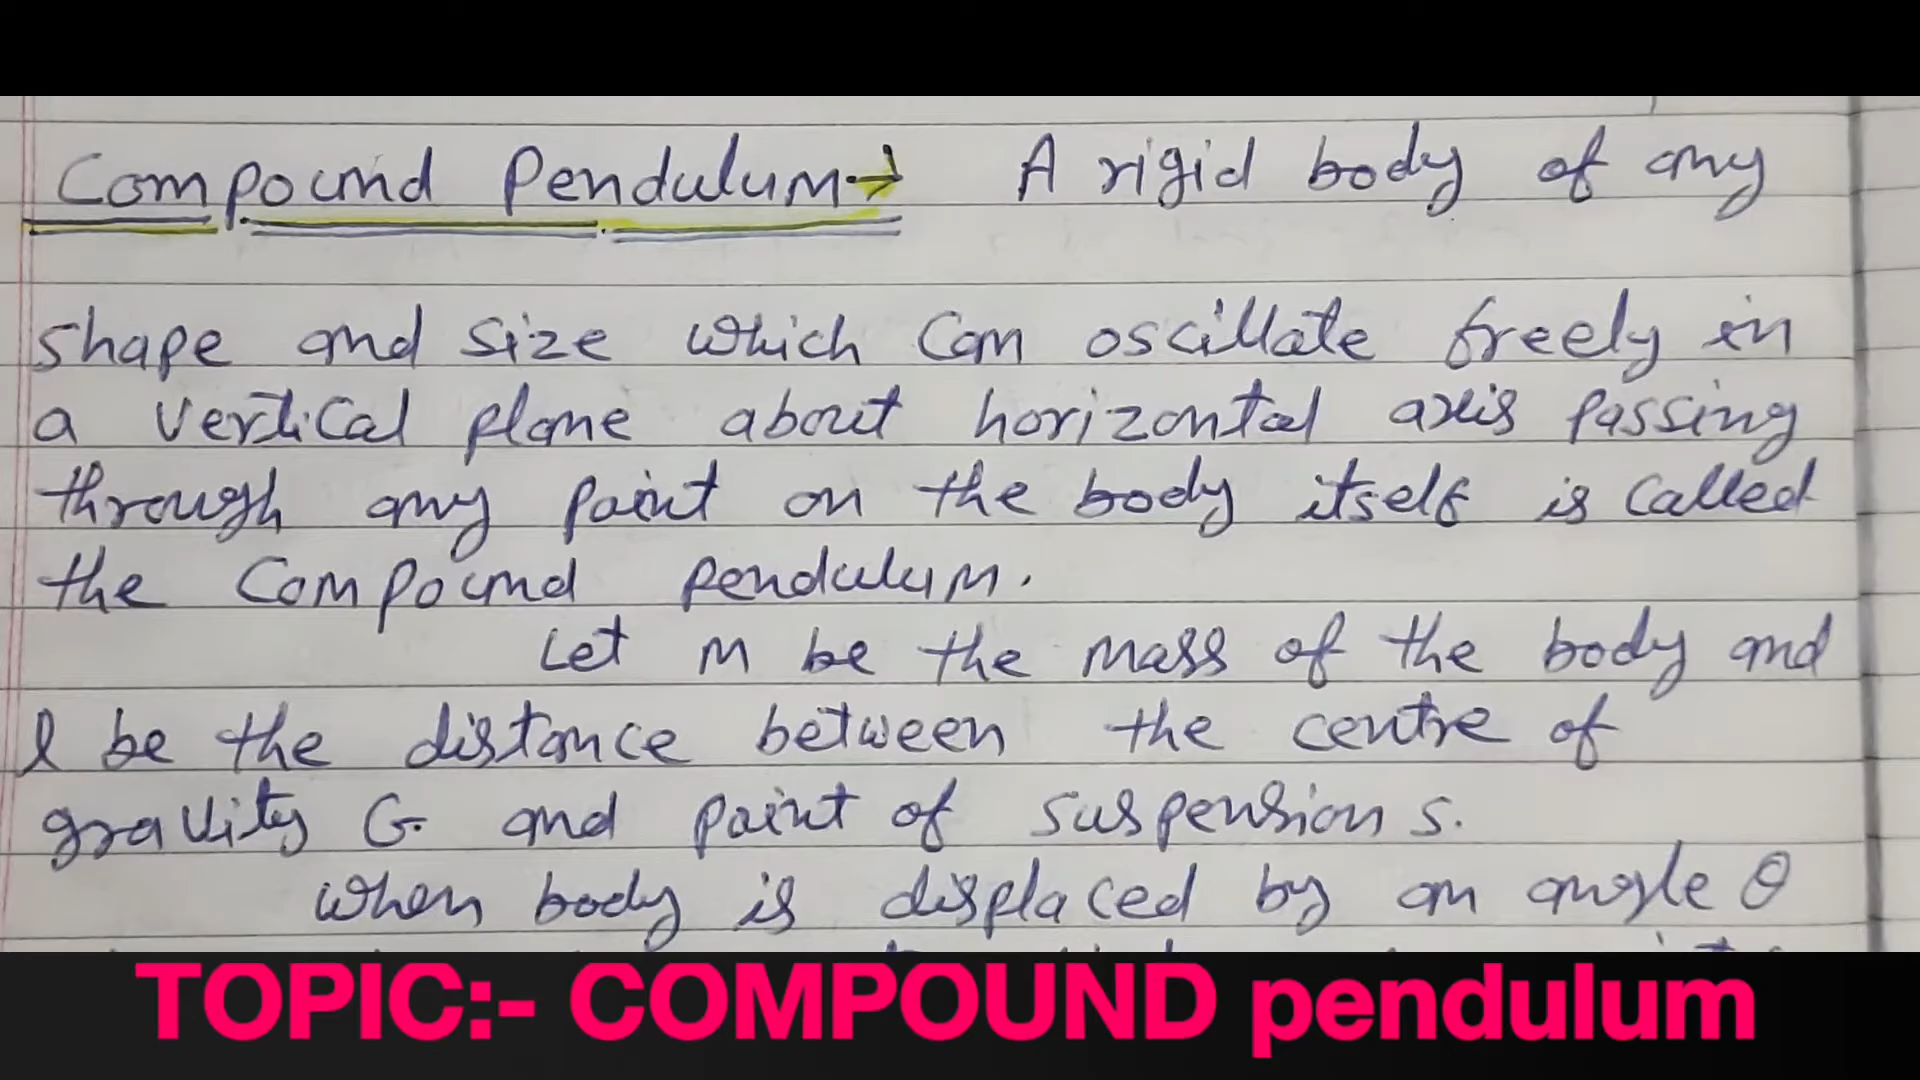 Compound Pendulum→ A rigid body of any
shape and size which can oscillate freely in
a vertical plane about horizontal axis passing
through any point on the body itself is called
the compound pendulum.
Let M be the mass of the body and
l be the distance between the centre of
gravity G and point of suspension S.
When body is displaced by an angle θ
TOPIC:- COMPOUND pendulum